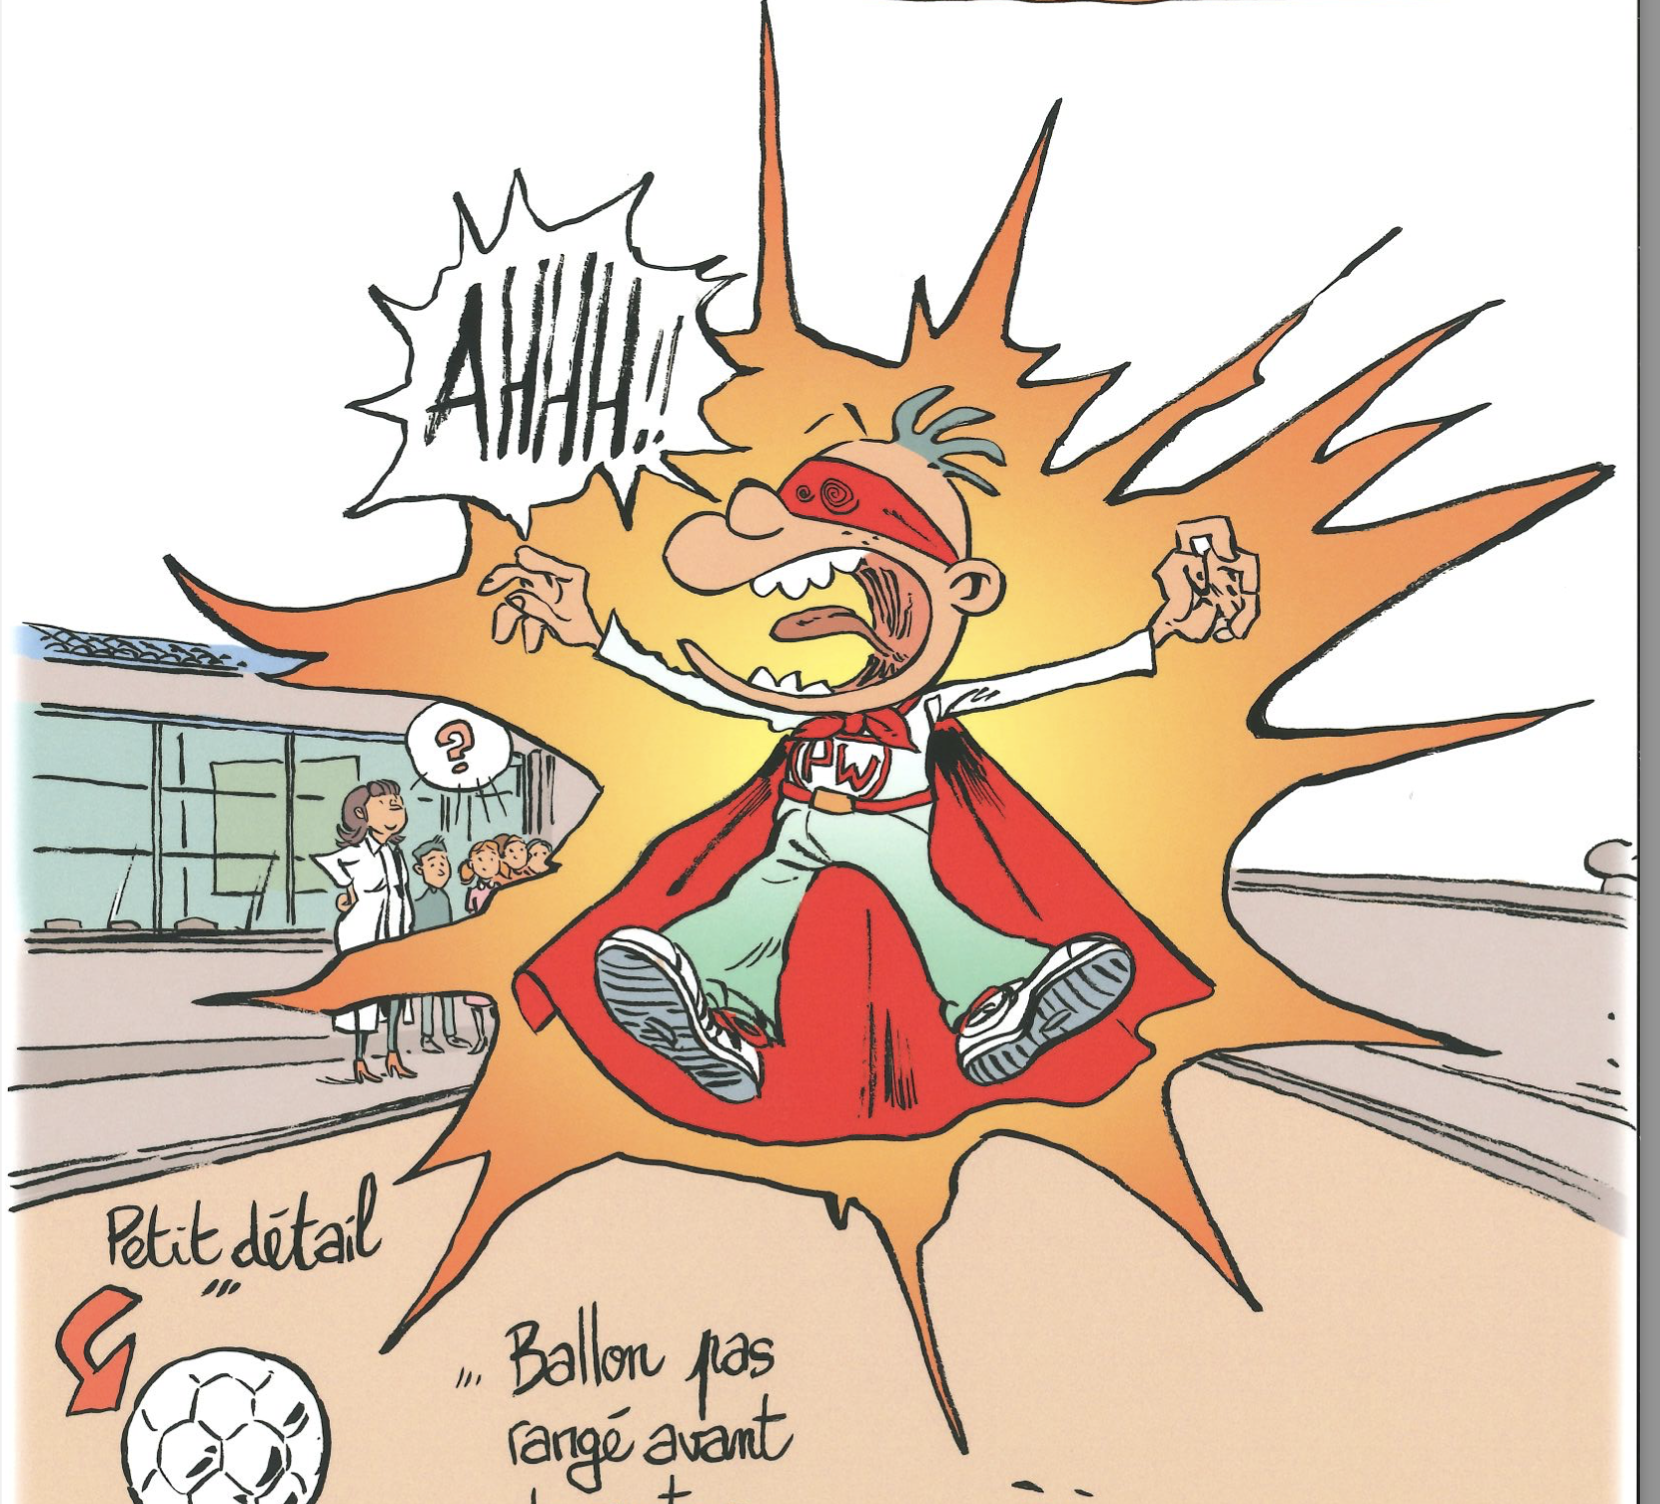 AHHH!!
?
PW
Petit détail
...
... Ballon pas
rangé avant